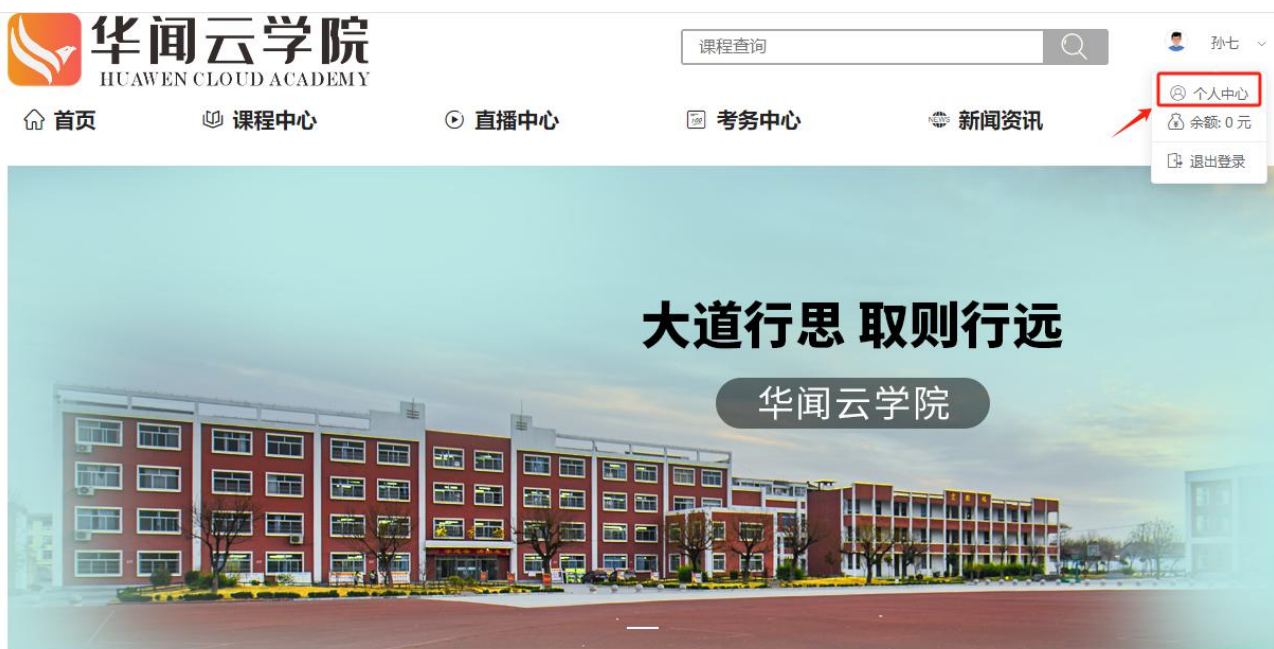 华闻云学院
HUAWEN CLOUD ACADEMY
课程查询
孙七
个人中心
余额: 0 元
退出登录
首页
课程中心
直播中心
考务中心
NEWS 新闻资讯
大道行思 取则行远
华闻云学院